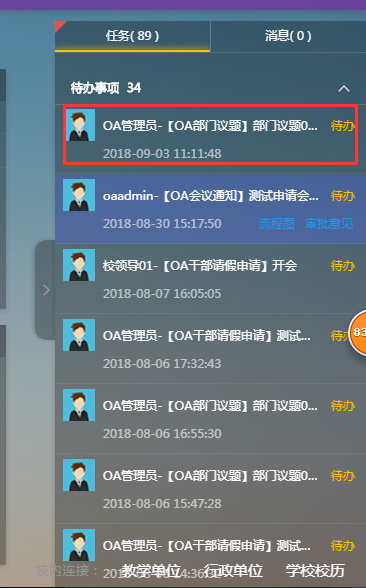 任务( 89 ) 消息( 0 )
待办事项 34
OA管理员-【OA部门议题】部门议题0... 待办
2018-09-03 11:11:48
oaadmin-【OA会议通知】测试申请会... 待办
2018-08-30 15:17:50 流程图 审批意见
校领导01-【OA干部请假申请】开会 待办
2018-08-07 16:05:05
OA管理员-【OA干部请假申请】测试... 待办
83
2018-08-06 17:32:43
OA管理员-【OA部门议题】部门议题0... 待办
2018-08-06 16:55:30
OA管理员-【OA部门议题】部门议题0... 待办
2018-08-06 15:47:28
OA管理员-【OA干部请假申请】测试... 待办
校内连接： 教学单位 行政单位 学校校历